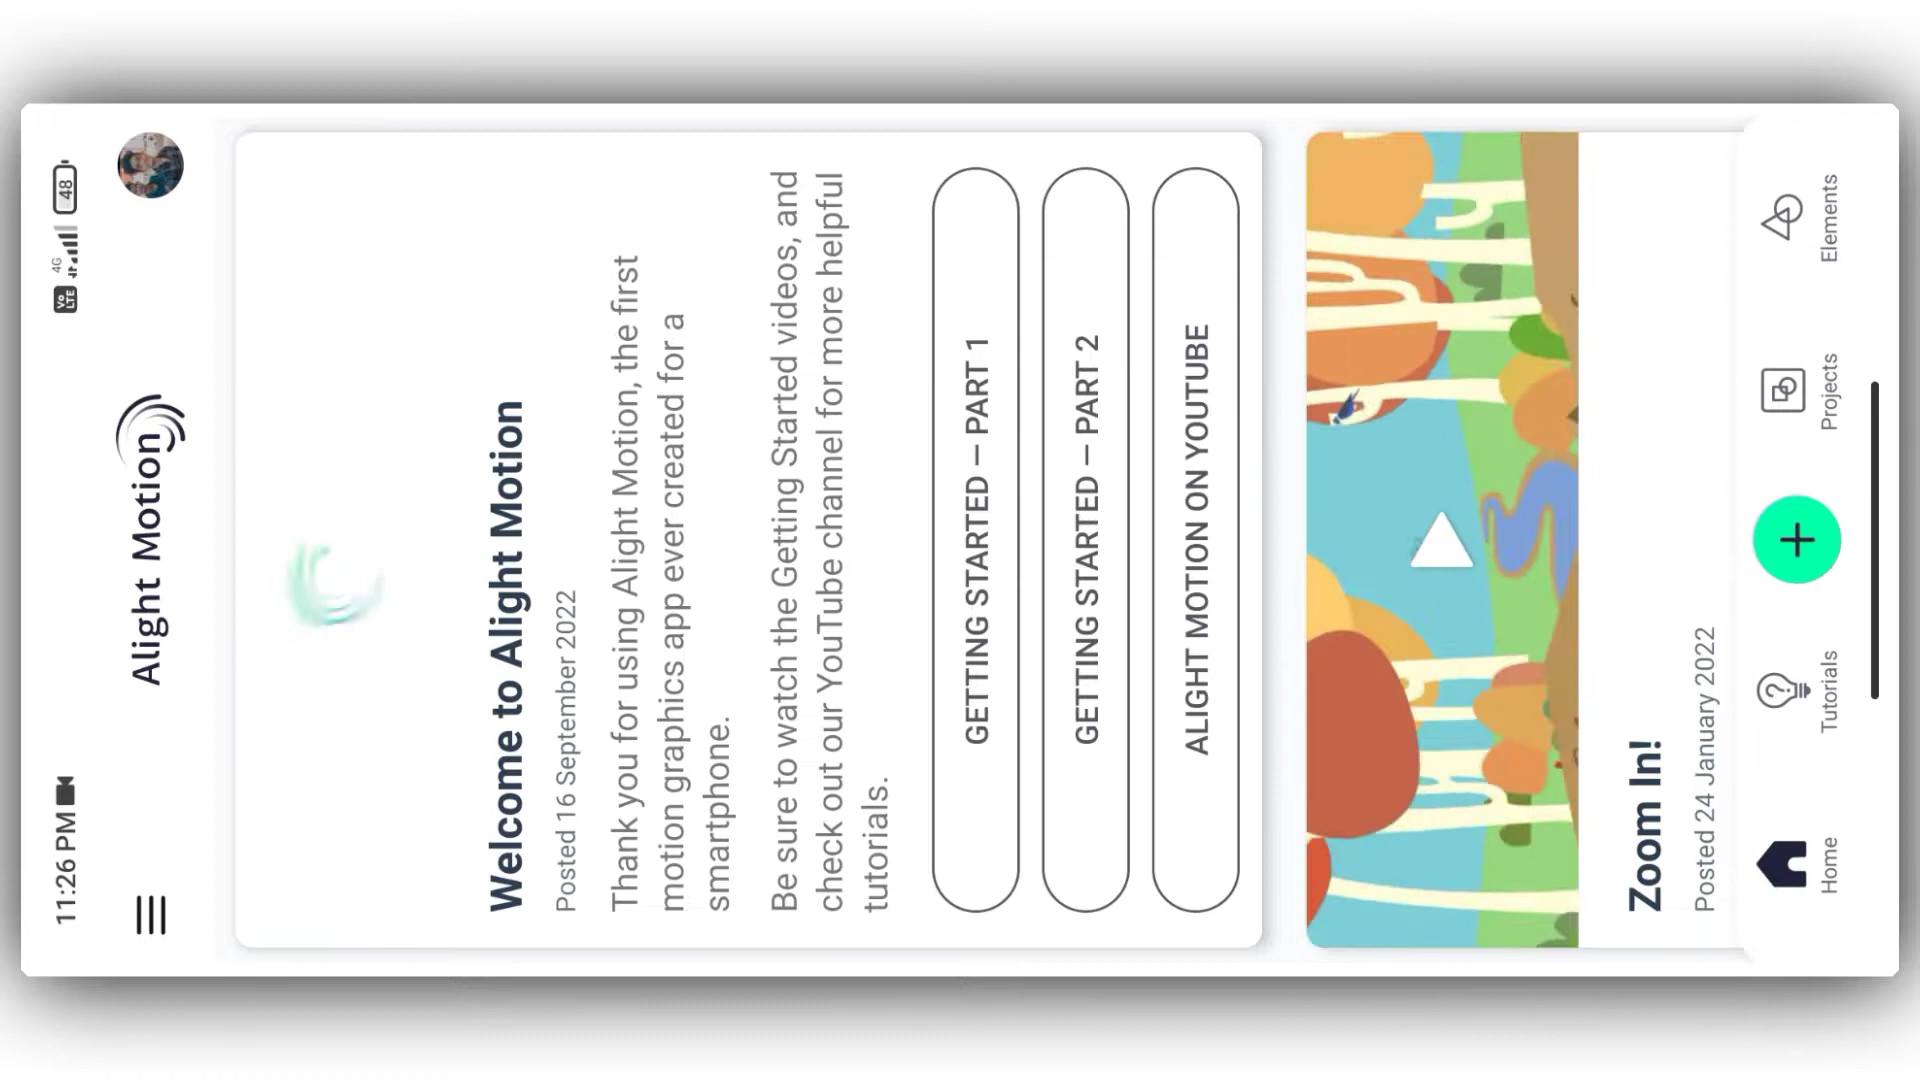 11:26 PM
Vo LTE
4G
48
Alight Motion
Welcome to Alight Motion
Posted 16 September 2022
Thank you for using Alight Motion, the first
motion graphics app ever created for a
smartphone.
Be sure to watch the Getting Started videos, and
check out our YouTube channel for more helpful
tutorials.
GETTING STARTED – PART 1
GETTING STARTED – PART 2
ALIGHT MOTION ON YOUTUBE
Zoom In!
Posted 24 January 2022
Home
Tutorials
Projects
Elements